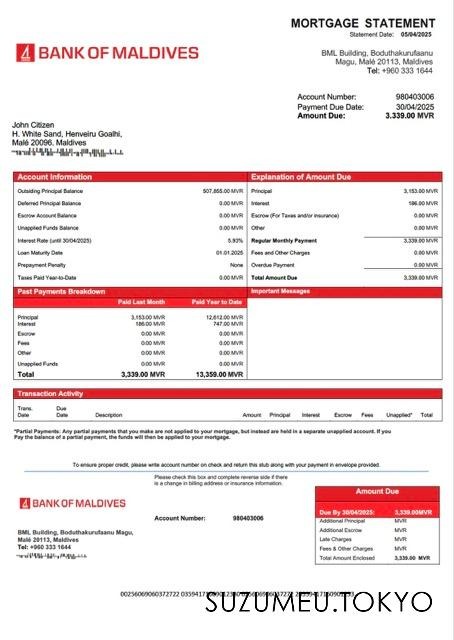 MORTGAGE STATEMENT
Statement Date: 05/04/2025
BANK OF MALDIVES
BML Building, Boduthakurufaanu
Magu, Malé 20113, Maldives
Tel: +960 333 1644
Account Number: 980403006
Payment Due Date: 30/04/2025
Amount Due: 3.339.00 MVR
John Citizen
H. White Sand, Henveiru Goalhi,
Malé 20096, Maldives
Account Information
Outsiding Principal Balance 507,855.00 MVR
Deferred Principal Balance 0.00 MVR
Escrow Account Balance 0.00 MVR
Unapplied Funds Balance 0.00 MVR
Interest Rate (until 30/04/2025) 5.93%
Loan Maturity Date 01.01.2025
Prepayment Penalty None
Taxes Paid Year-to-Date 0.00 MVR
Explanation of Amount Due
Principal 3,153.00 MVR
Interest 186.00 MVR
Escrow (For Taxes and/or insurance) 0.00 MVR
Other 0.00 MVR
Regular Monthly Payment 3,339.00 MVR
Fees and Other Charges 0.00 MVR
Overdue Payment 0.00 MVR
Total Amount Due 3,339.00 MVR
Past Payments Breakdown
Paid Last Month Paid Year to Date
Principal 3,153.00 MVR 12,612.00 MVR
Interest 186.00 MVR 747.00 MVR
Escrow 0.00 MVR 0.00 MVR
Fees 0.00 MVR 0.00 MVR
Other 0.00 MVR 0.00 MVR
Unapplied Funds 0.00 MVR 0.00 MVR
Total 3,339.00 MVR 13,359.00 MVR
Important Messages
Transaction Activity
Trans. Date Due Date Description Amount Principal Interest Escrow Fees Unapplied* Total
*Partial Payments: Any partial payments that you make are not applied to your mortgage, but instead are held in a separate unapplied account. If you
Pay the balance of a partial payment, the funds will then be applied to your mortgage.
To ensure proper credit, please write account number on check and return this stub along with your payment in envelope provided.
Please check this box and complete reverse side if there
is a change in billing address or insurance information.
BANK OF MALDIVES
Account Number: 980403006
BML Building, Boduthakurufaanu Magu,
Malé 20113, Maldives
Tel: +960 333 1644
Amount Due
Due By 30/04/2025: 3,339.00MVR
Additional Principal MVR
Additional Escrow MVR
Late Charges MVR
Fees & Other Charges MVR
Total Amount Enclosed 3,339.00 MVR
SUZUMEU.TOKYO